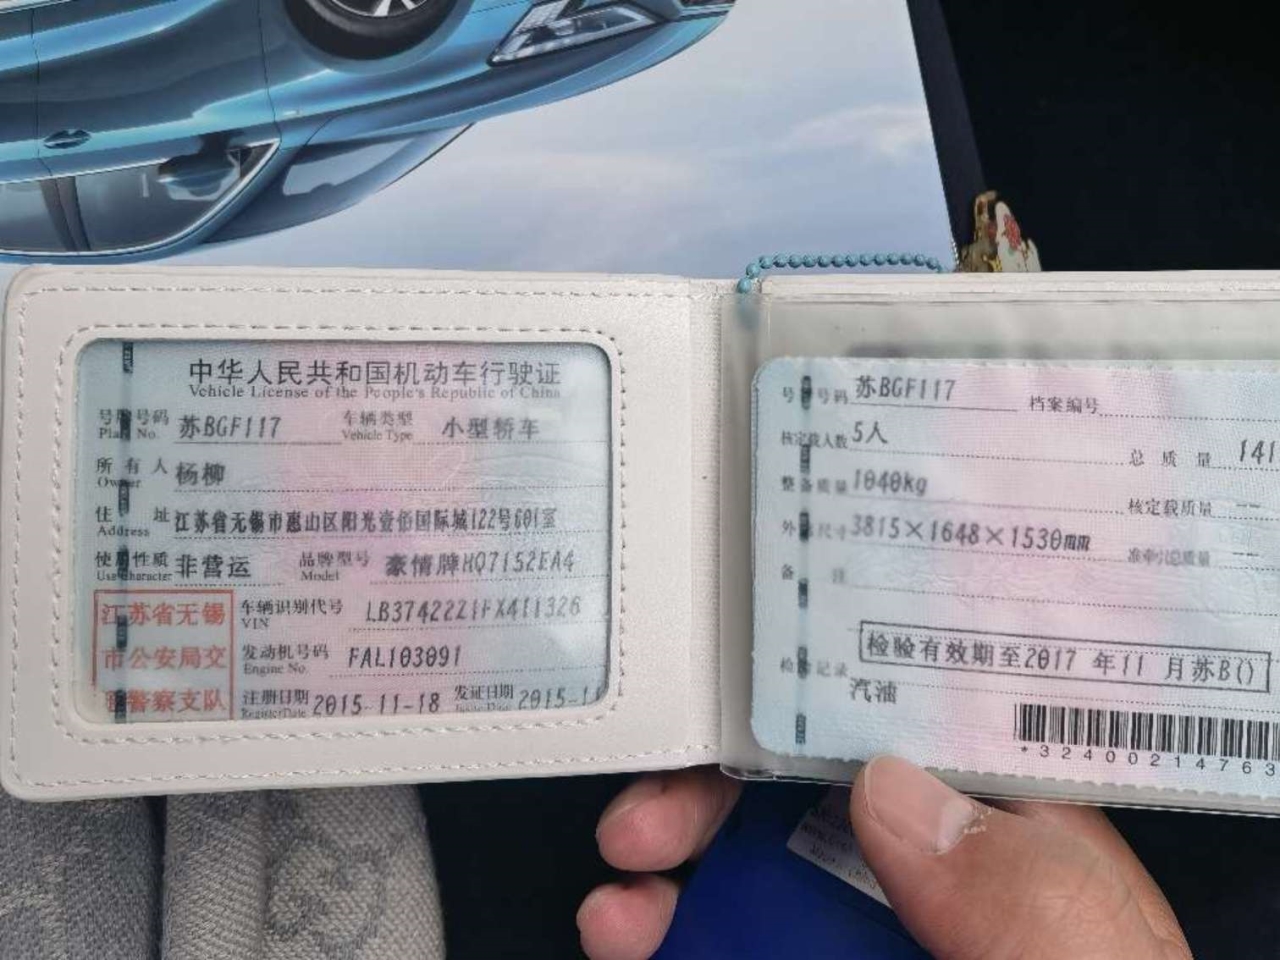 中华人民共和国机动车行驶证
Vehicle License of the People's Republic of China
号牌号码 苏BGF117 车辆类型 小型轿车
Plate No. Vehicle Type
所有人 杨柳
Owner
住址 江苏省无锡市惠山区阳光壹佰国际城122号601室
Address
使用性质 非营运 品牌型号 豪情牌HQ7152EA4
Use Character Model
江苏省无锡
市公安局交
警察支队
车辆识别代号 LB3742221FX411326
VIN
发动机号码 FAL103091
Engine No.
注册日期 2015-11-18 发证日期 2015-1
Register Date Issue Date
号牌号码 苏BGF117 档案编号
核定载人数 5人 总质量 141
整备质量 1040kg 核定载质量 --
外廓尺寸 3815×1648×1530mm 准牵引总质量 --
备注
检验有效期至2017 年11 月苏B()
检验记录
汽油
*32400214763